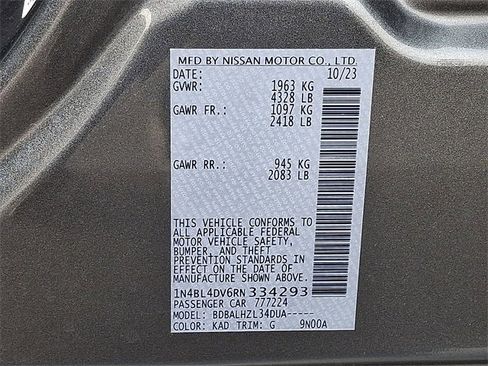 MFD BY NISSAN MOTOR CO., LTD.
DATE: 10/23
GVWR: 1963 KG
4328 LB
GAWR FR.: 1097 KG
2418 LB
GAWR RR.: 945 KG
2083 LB
THIS VEHICLE CONFORMS TO
ALL APPLICABLE FEDERAL
MOTOR VEHICLE SAFETY,
BUMPER, AND THEFT
PREVENTION STANDARDS IN
EFFECT ON THE DATE OF
MANUFACTURE SHOWN ABOVE.
1N4BL4DV6RN334293
PASSENGER CAR 777224
MODEL: BDBALHZL34DUA-----
COLOR: KAD TRIM: G 9N00A